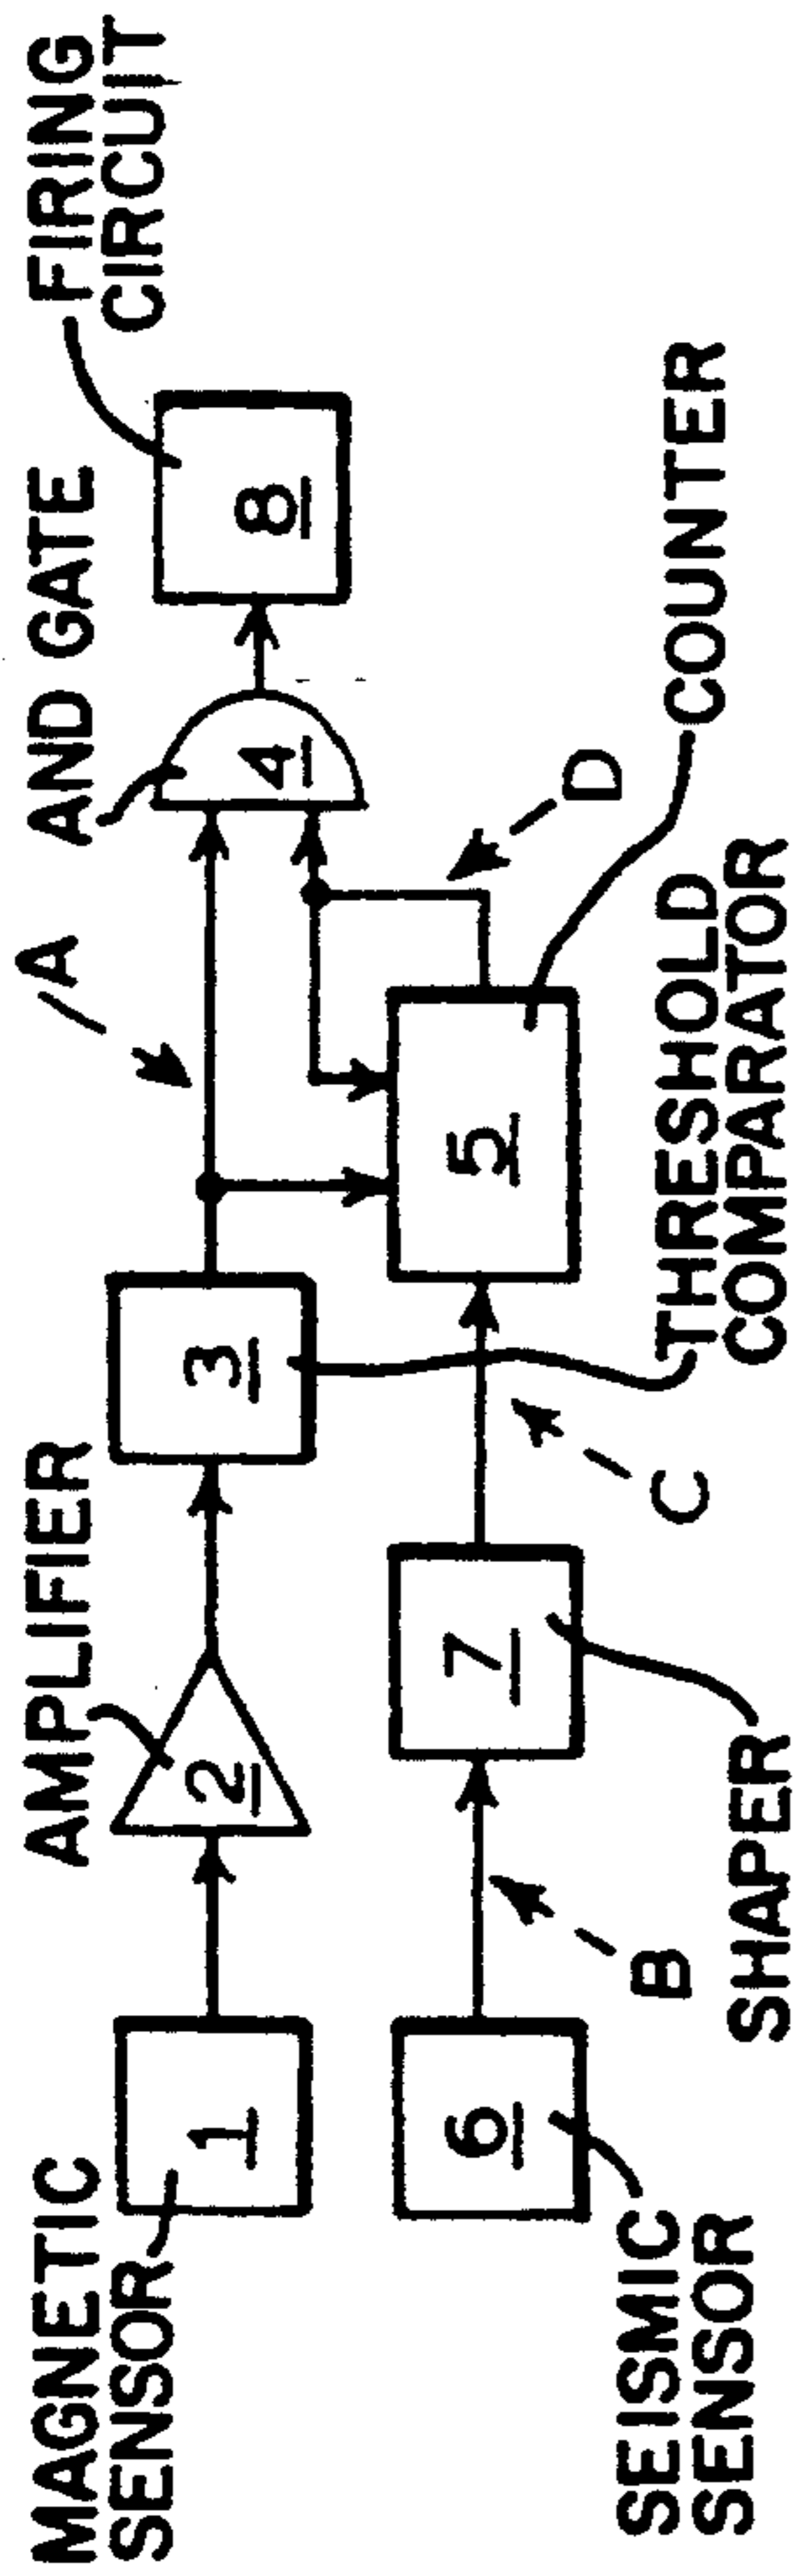 MAGNETIC
SENSOR
AMPLIFIER
A
AND GATE
FIRING
CIRCUIT
1
2
3
4
8
6
7
5
B
C
D
SEISMIC
SENSOR
SHAPER
THRESHOLD
COMPARATOR
COUNTER